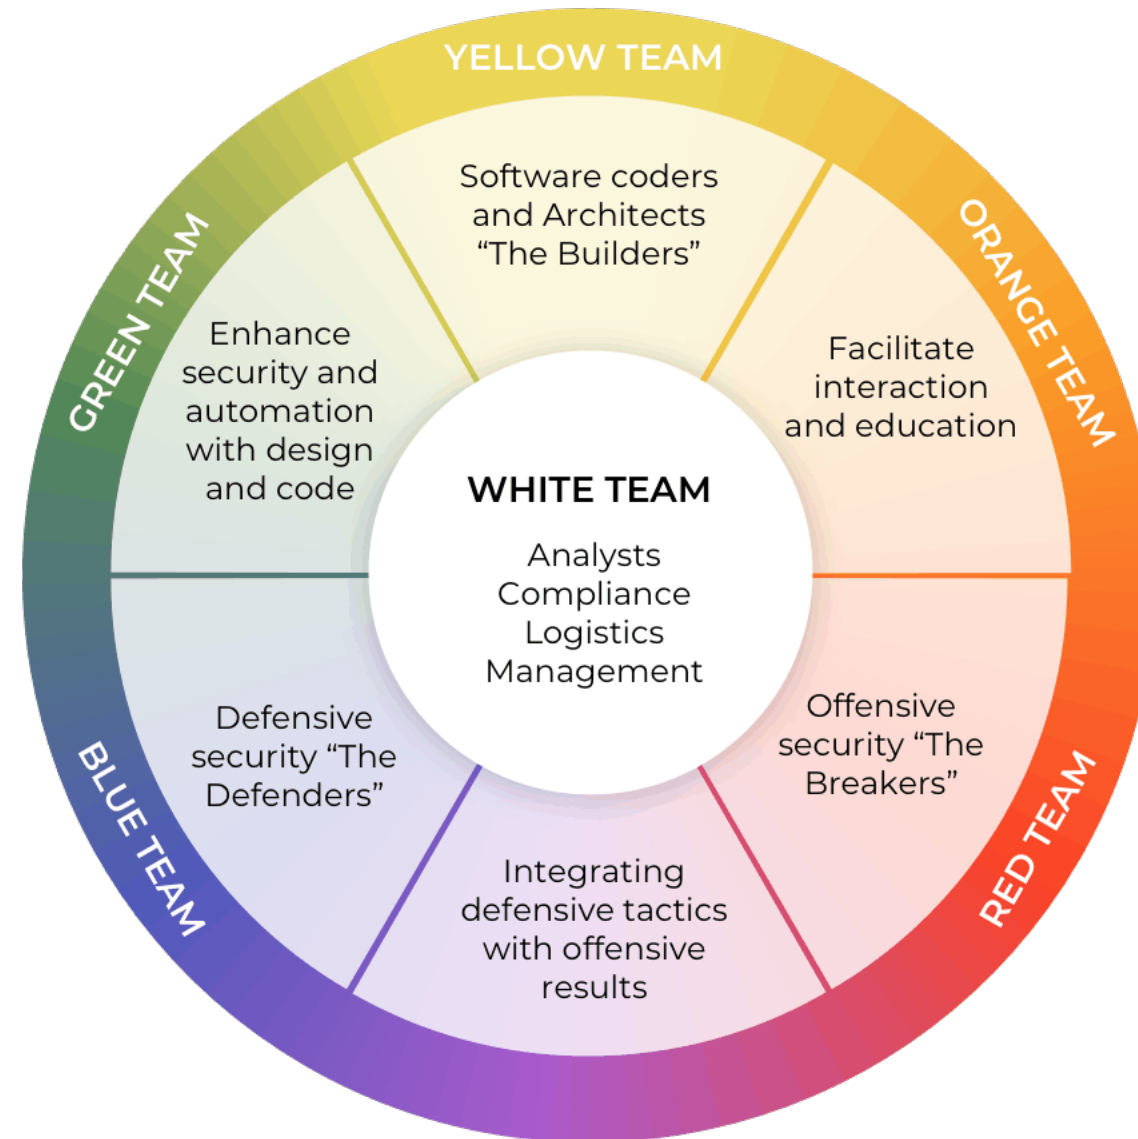 YELLOW TEAM
Software coders
and Architects
“The Builders”
ORANGE TEAM
Facilitate
interaction
and education
GREEN TEAM
Enhance
security and
automation
with design
and code
WHITE TEAM
Analysts
Compliance
Logistics
Management
BLUE TEAM
Defensive
security “The
Defenders”
RED TEAM
Offensive
security “The
Breakers”
Integrating
defensive tactics
with offensive
results